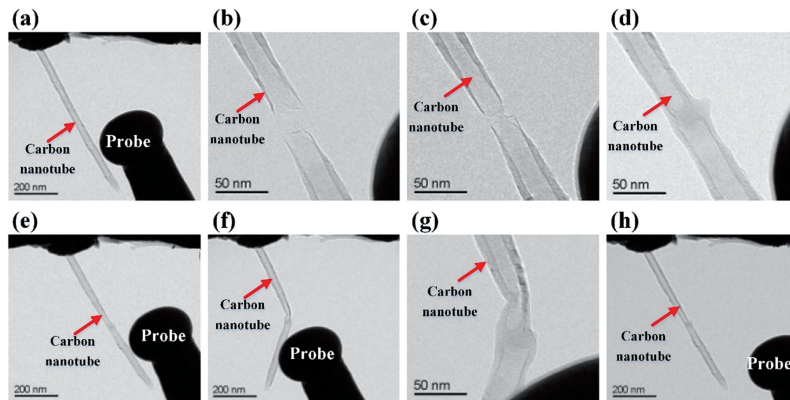 (a)
(b)
(c)
(d)
Carbon
nanotube
Probe
200 nm
Carbon
nanotube
50 nm
Carbon
nanotube
50 nm
Carbon
nanotube
50 nm
(e)
(f)
(g)
(h)
Carbon
nanotube
Probe
200 nm
Carbon
nanotube
Probe
200 nm
Carbon
nanotube
50 nm
Carbon
nanotube
Probe
200 nm